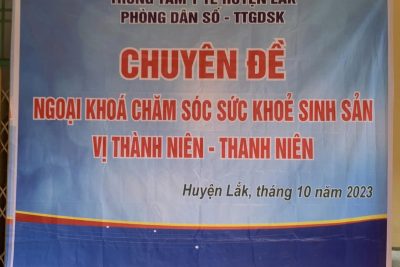 TRUNG TÂM Y TẾ HUYỆN LẮK
PHÒNG DÂN SỐ - TTGDSK
CHUYÊN ĐỀ
NGOẠI KHOÁ CHĂM SÓC SỨC KHOẺ SINH SẢN
VỊ THÀNH NIÊN - THANH NIÊN
Huyện Lắk, tháng 10 năm 2023